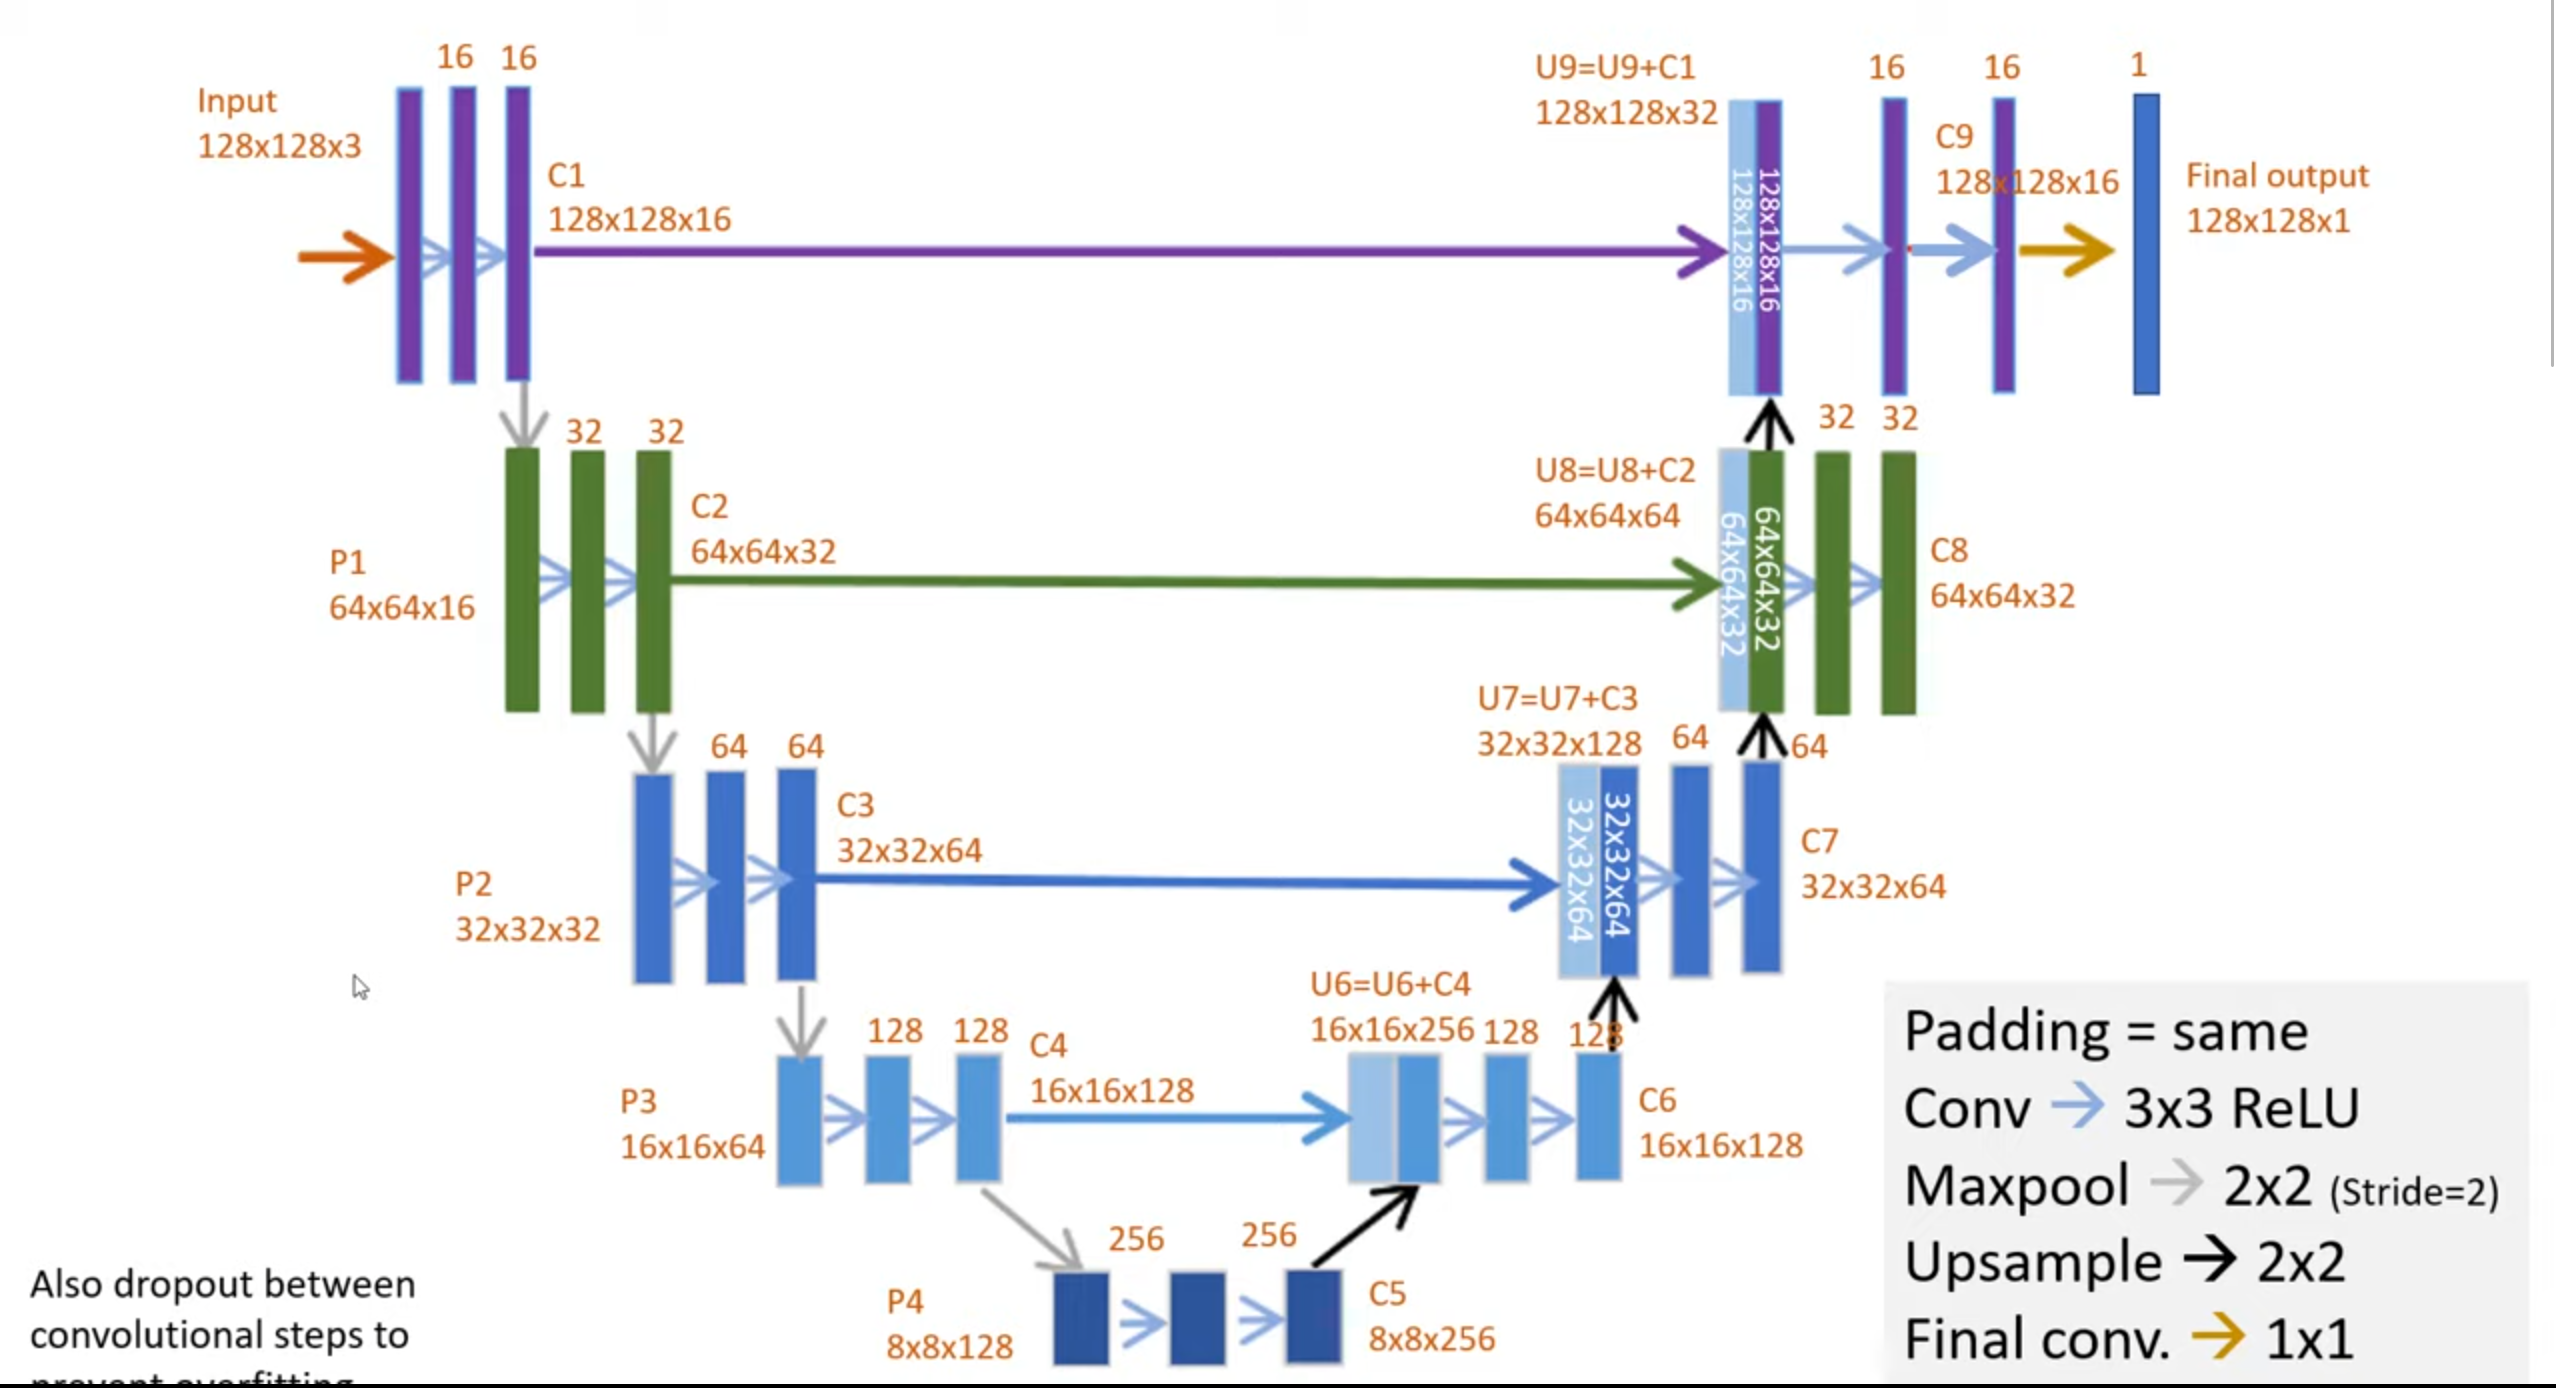 16 16
Input
128x128x3
C1
128x128x16
U9=U9+C1
128x128x32
128x128x16
128x128x16
16
16
1
C9
128x128x16
Final output
128x128x1
32 32
P1
64x64x16
C2
64x64x32
U8=U8+C2
64x64x64
64x64x32
64x64x32
32 32
C8
64x64x32
64 64
P2
32x32x32
C3
32x32x64
U7=U7+C3
32x32x128
32x32x64
32x32x64
64
64
C7
32x32x64
128 128
P3
16x16x64
C4
16x16x128
U6=U6+C4
16x16x256
128
128
C6
16x16x128
256
256
P4
8x8x128
C5
8x8x256
Also dropout between
convolutional steps to
prevent overfitting
Padding = same
Conv → 3x3 ReLU
Maxpool → 2x2 (Stride=2)
Upsample → 2x2
Final conv. → 1x1